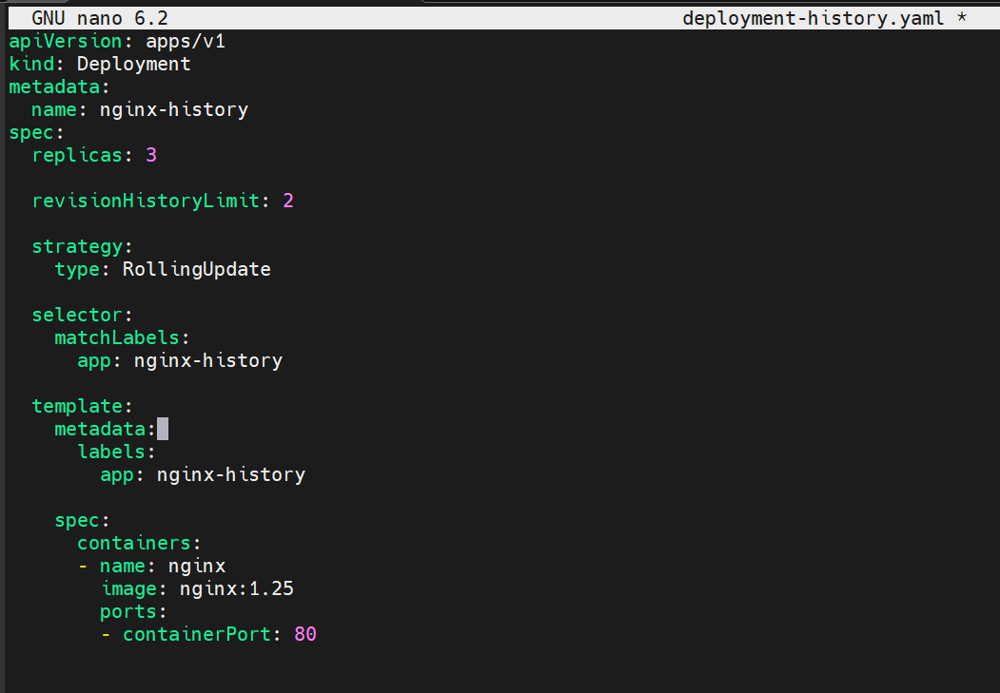 GNU nano 6.2 deployment-history.yaml *
apiVersion: apps/v1
kind: Deployment
metadata:
  name: nginx-history
spec:
  replicas: 3

  revisionHistoryLimit: 2

  strategy:
    type: RollingUpdate

  selector:
    matchLabels:
      app: nginx-history

  template:
    metadata:
      labels:
        app: nginx-history

    spec:
      containers:
      - name: nginx
        image: nginx:1.25
        ports:
        - containerPort: 80